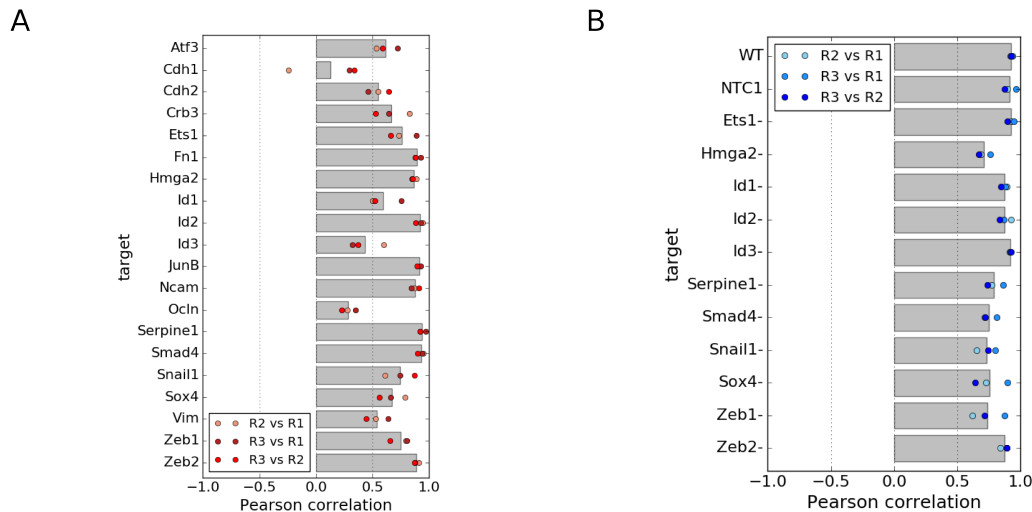 A
target
Atf3
Cdh1
Cdh2
Crb3
Ets1
Fn1
Hmga2
Id1
Id2
Id3
JunB
Ncam
Ocln
Serpine1
Smad4
Snail1
Sox4
Vim
Zeb1
Zeb2
R2 vs R1
R3 vs R1
R3 vs R2
−1.0 −0.5 0.0 0.5 1.0
Pearson correlation
B
target
WT
NTC1
Ets1-
Hmga2-
Id1-
Id2-
Id3-
Serpine1-
Smad4-
Snail1-
Sox4-
Zeb1-
Zeb2-
R2 vs R1
R3 vs R1
R3 vs R2
−1.0 −0.5 0.0 0.5 1.0
Pearson correlation